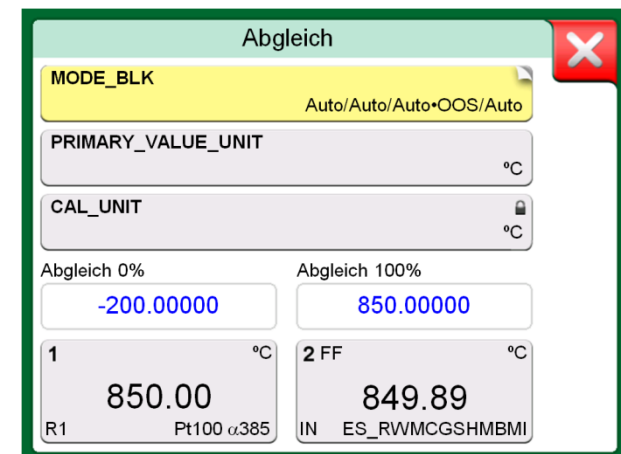 Abgleich
MODE_BLK
Auto/Auto/Auto•OOS/Auto
PRIMARY_VALUE_UNIT
ºC
CAL_UNIT
ºC
Abgleich 0% Abgleich 100%
-200.00000 850.00000
1 ºC 2 FF ºC
850.00 849.89
R1 Pt100 α385 IN ES_RWMCGSHMBMI